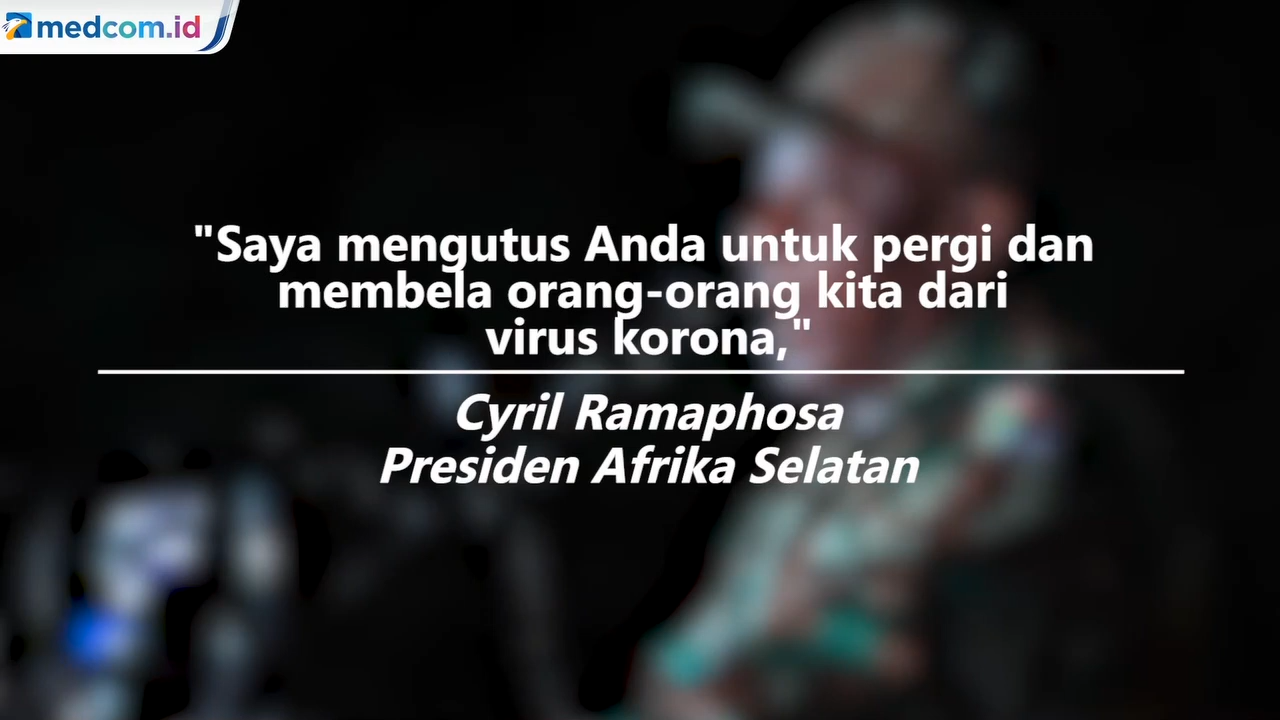 medcom.id
"Saya mengutus Anda untuk pergi dan
membela orang-orang kita dari
virus korona,"
Cyril Ramaphosa
Presiden Afrika Selatan